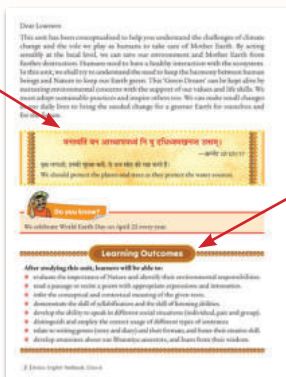 Dear Learners
This unit has been conceptualised to help you understand the challenges of climate
change and the role we play as humans to take care of Mother Earth. By acting
sensibly at the local level, we can save our environment and Mother Earth from
further destruction. Humans need to have a healthy interaction with the ecosystem.
In this unit, we shall try to understand the need to keep the harmony between human
beings and Nature to keep our Earth green. This 'Green Dream' can be kept alive by
nurturing environmental concerns with the support of our values and life skills. We
must adopt sustainable practices and inspire others too. We can make small changes
in our daily lives to bring the needed change for a greener Earth for ourselves and
for the future.
We should protect the plants and trees as they protect the water sources.
Do you know?
We celebrate World Earth Day on April 22 every year.
Learning Outcomes
After studying this unit, learners will be able to:
evaluate the importance of Nature and identify their environmental responsibilities
read a passage or recite a poem with appropriate expressions and intonation.
infer the conceptual and contextual meaning of the given texts.
demonstrate the skill of syllabification and the skill of listening abilities.
develop the ability to speak in different social situations (individual, pair and group).
distinguish and employ the correct usage of different types of sentences
relate to writing genres (story and diary) and their formats, and hone their creative skill.
develop awareness about our Bharatiya ancestors, and learn from their wisdom.